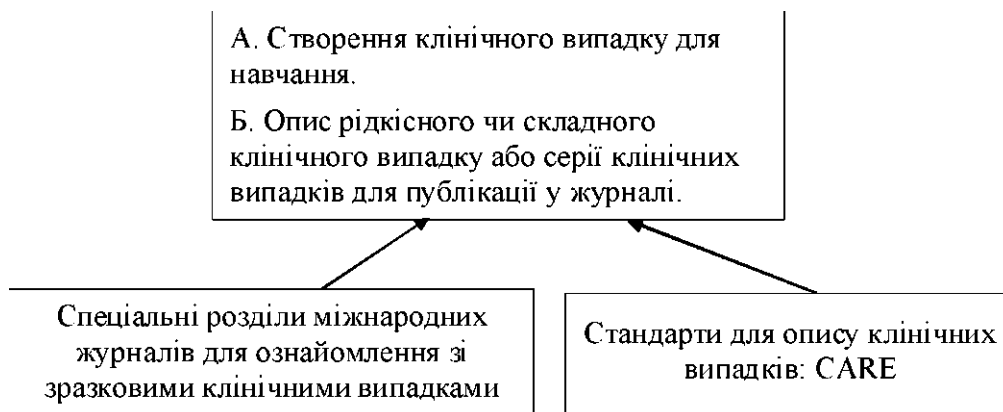 А. Створення клінічного випадку для
навчання.
Б. Опис рідкісного чи складного
клінічного випадку або серії клінічних
випадків для публікації у журналі.
Спеціальні розділи міжнародних
журналів для ознайомлення зі
зразковими клінічними випадками
Стандарти для опису клінічних
випадків: CARE